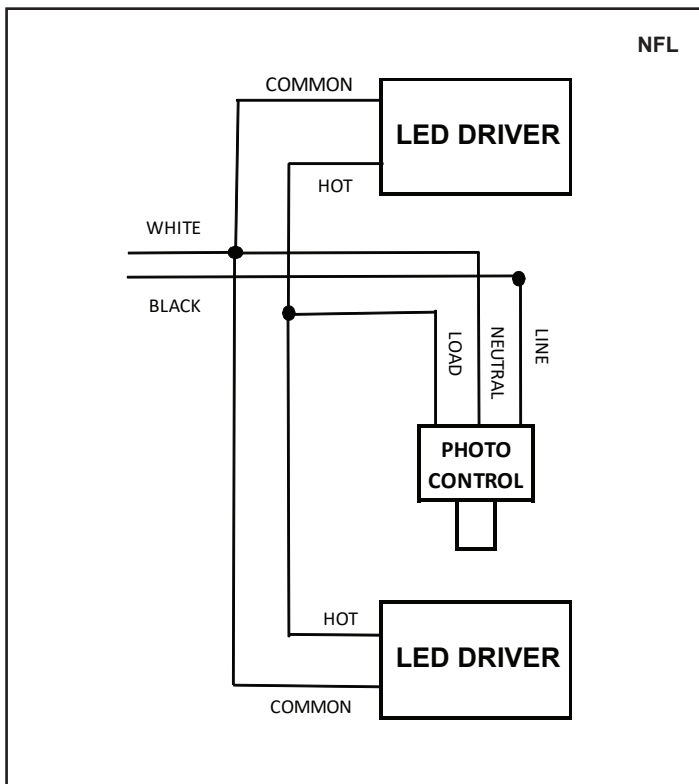 NFL
COMMON
LED DRIVER
HOT
WHITE
BLACK
LOAD
NEUTRAL
LINE
PHOTO
CONTROL
HOT
LED DRIVER
COMMON